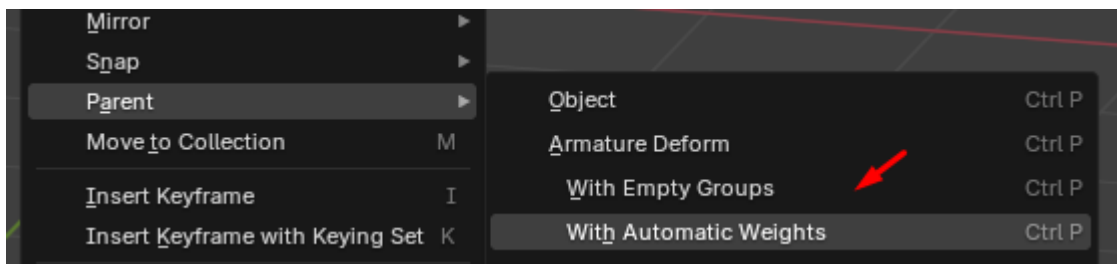 Mirror
Snap
Parent
Move to Collection M
Insert Keyframe I
Insert Keyframe with Keying Set K
Object Ctrl P
Armature Deform Ctrl P
With Empty Groups Ctrl P
With Automatic Weights Ctrl P